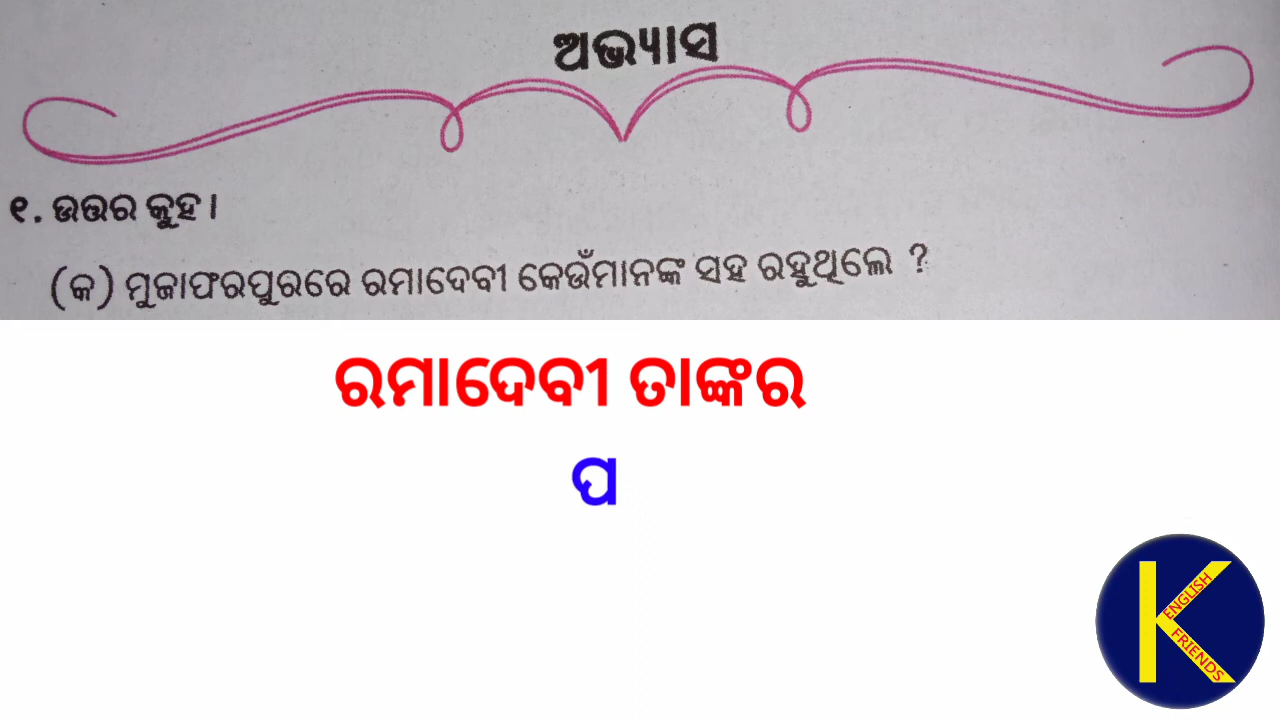 ଅଭ୍ୟାସ
୧. ଉତ୍ତର କୁହ।
(କ) ମୁଜାଫରପୁରରେ ରମାଦେବୀ କେଉଁମାନଙ୍କ ସହ ରହୁଥିଲେ ?
ରମାଦେବୀ ତାଙ୍କର
ପ
K
ENGLISH
FRIENDS